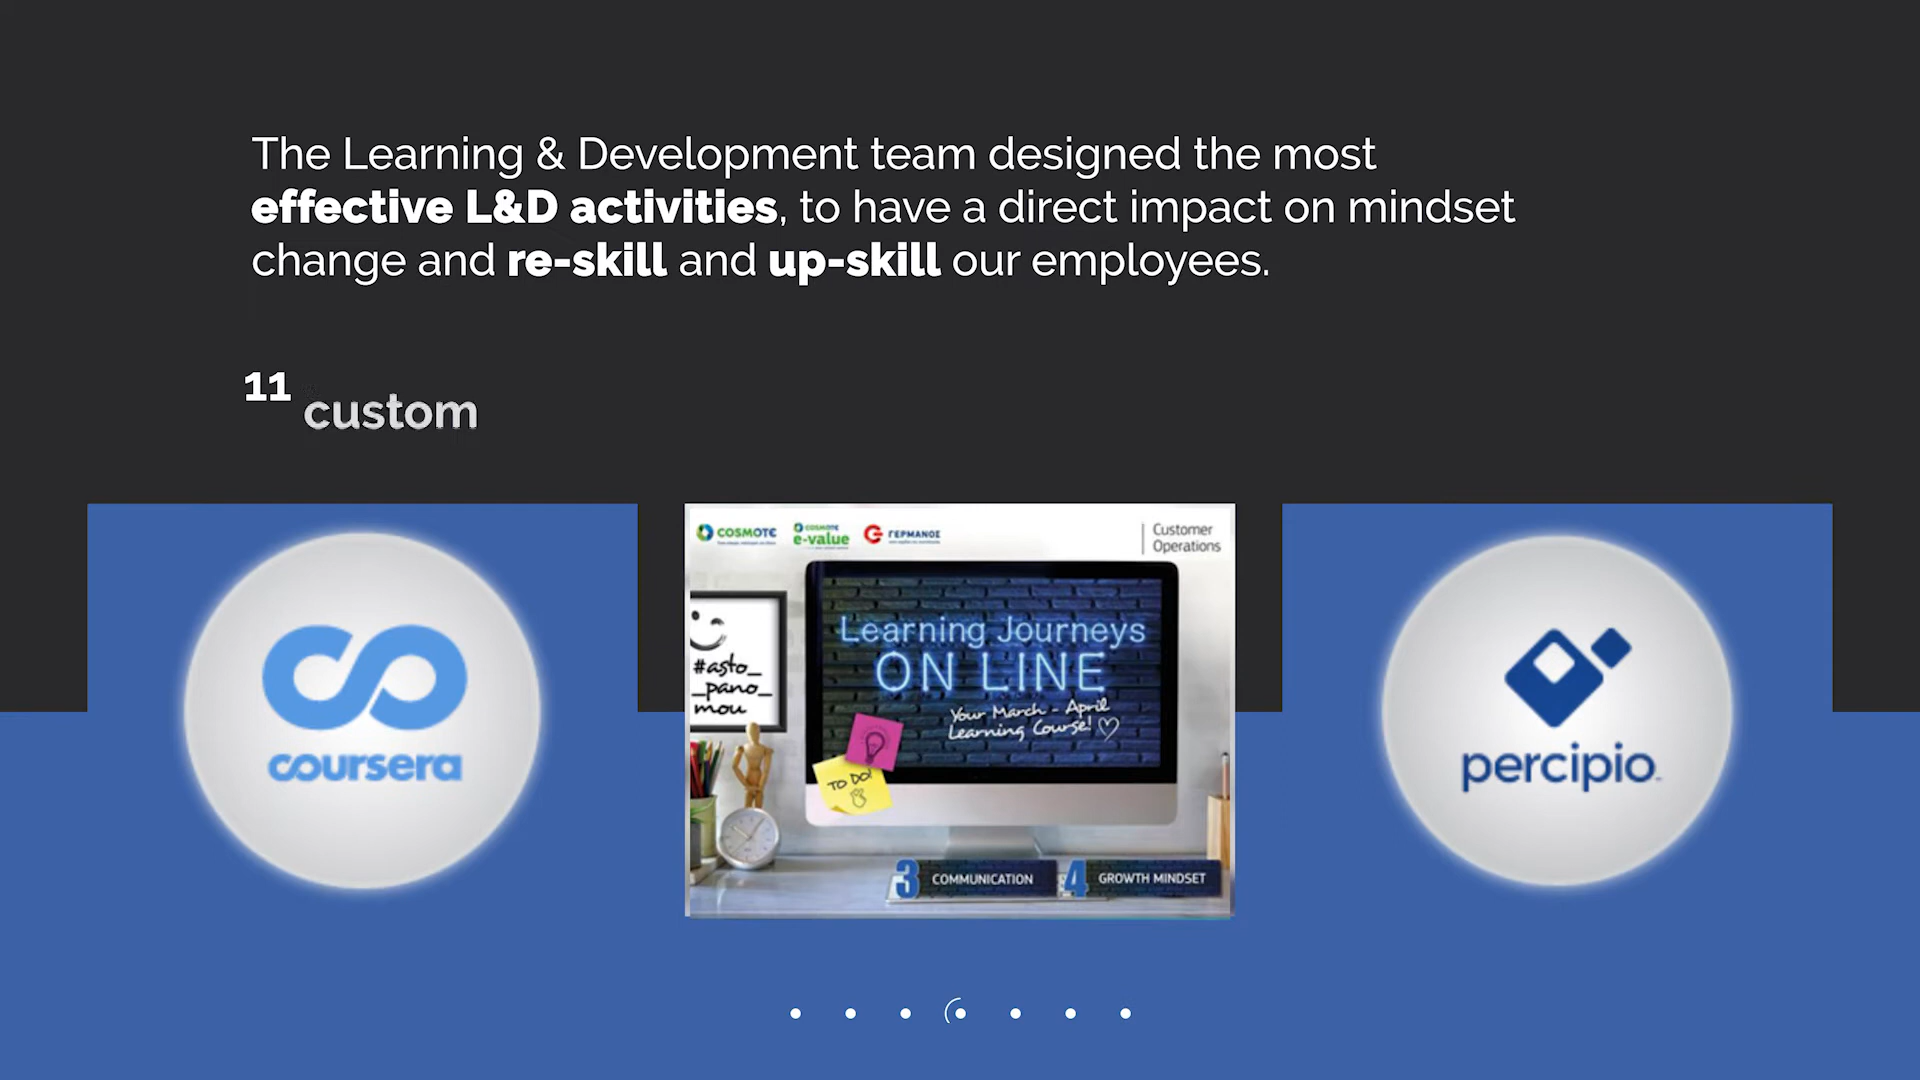 The Learning & Development team designed the most
effective L&D activities, to have a direct impact on mindset
change and re-skill and up-skill our employees.
11 custom
coursera
COSMOTE
COSMOTE
e-value
ΓΕΡΜΑΝΟΣ
Customer
Operations
Learning Journeys
ON LINE
Your March - April
Learning Course!
#asto_
_pano_
mou
TO DO!
3 COMMUNICATION
4 GROWTH MINDSET
percipio